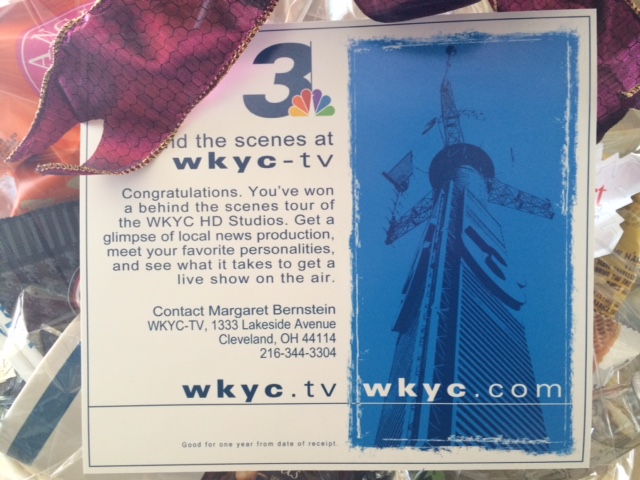 3
d the scenes at
wkyc-tv
Congratulations. You've won
a behind the scenes tour of
the WKYC HD Studios. Get a
glimpse of local news production,
meet your favorite personalities,
and see what it takes to get a
live show on the air.
Contact Margaret Bernstein
WKYC-TV, 1333 Lakeside Avenue
Cleveland, OH 44114
216-344-3304
wkyc.tv wkyc.com
Good for one year from date of receipt.